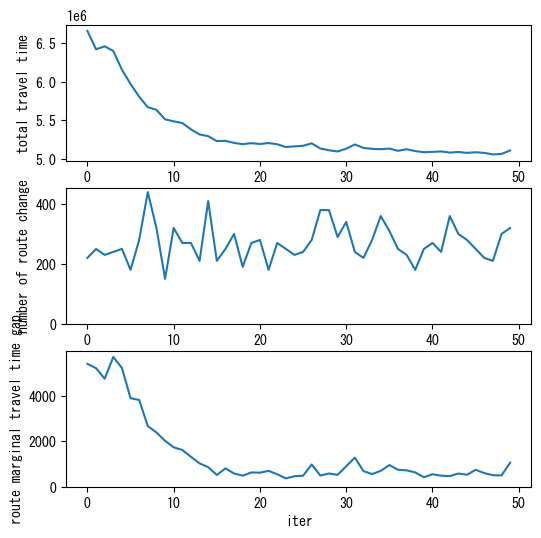 1e6
total travel time
6.5
6.0
5.5
5.0
0 10 20 30 40 50
number of route change
400
200
0
0 10 20 30 40 50
route marginal travel time gap
4000
2000
0
0 10 20 30 40 50
iter